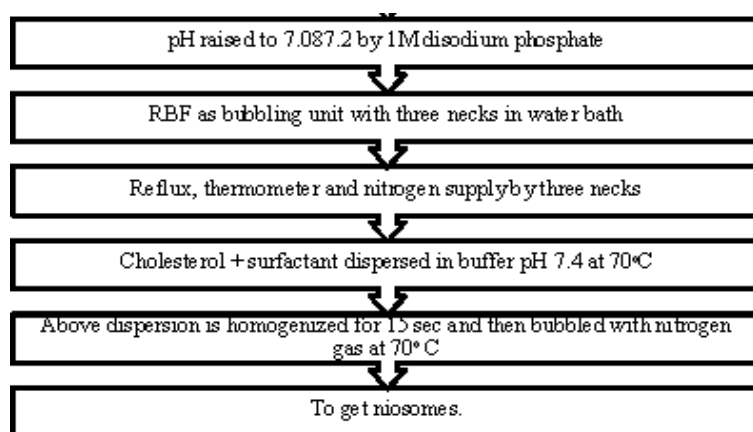 pH raised to 7.087.2 by 1M disodium phosphate
RBF as bubbling unit with three necks in water bath
Reflux, thermometer and nitrogen supply by three necks
Cholesterol + surfactant dispersed in buffer pH 7.4 at 70°C
Above dispersion is homogenized for 15 sec and then bubbled with nitrogen
gas at 70° C
To get niosomes.